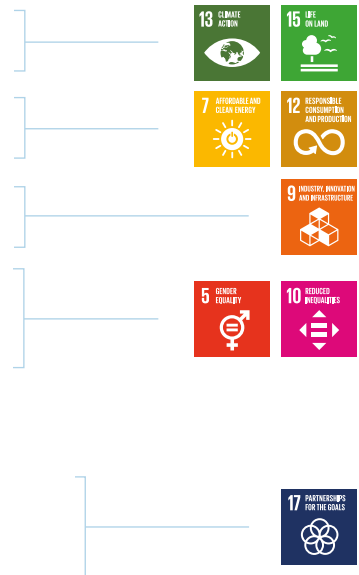 13 CLIMATE
ACTION
15 LIFE
ON LAND
7 AFFORDABLE AND
CLEAN ENERGY
12 RESPONSIBLE
CONSUMPTION
AND PRODUCTION
9 INDUSTRY, INNOVATION
AND INFRASTRUCTURE
5 GENDER
EQUALITY
10 REDUCED
INEQUALITIES
17 PARTNERSHIPS
FOR THE GOALS